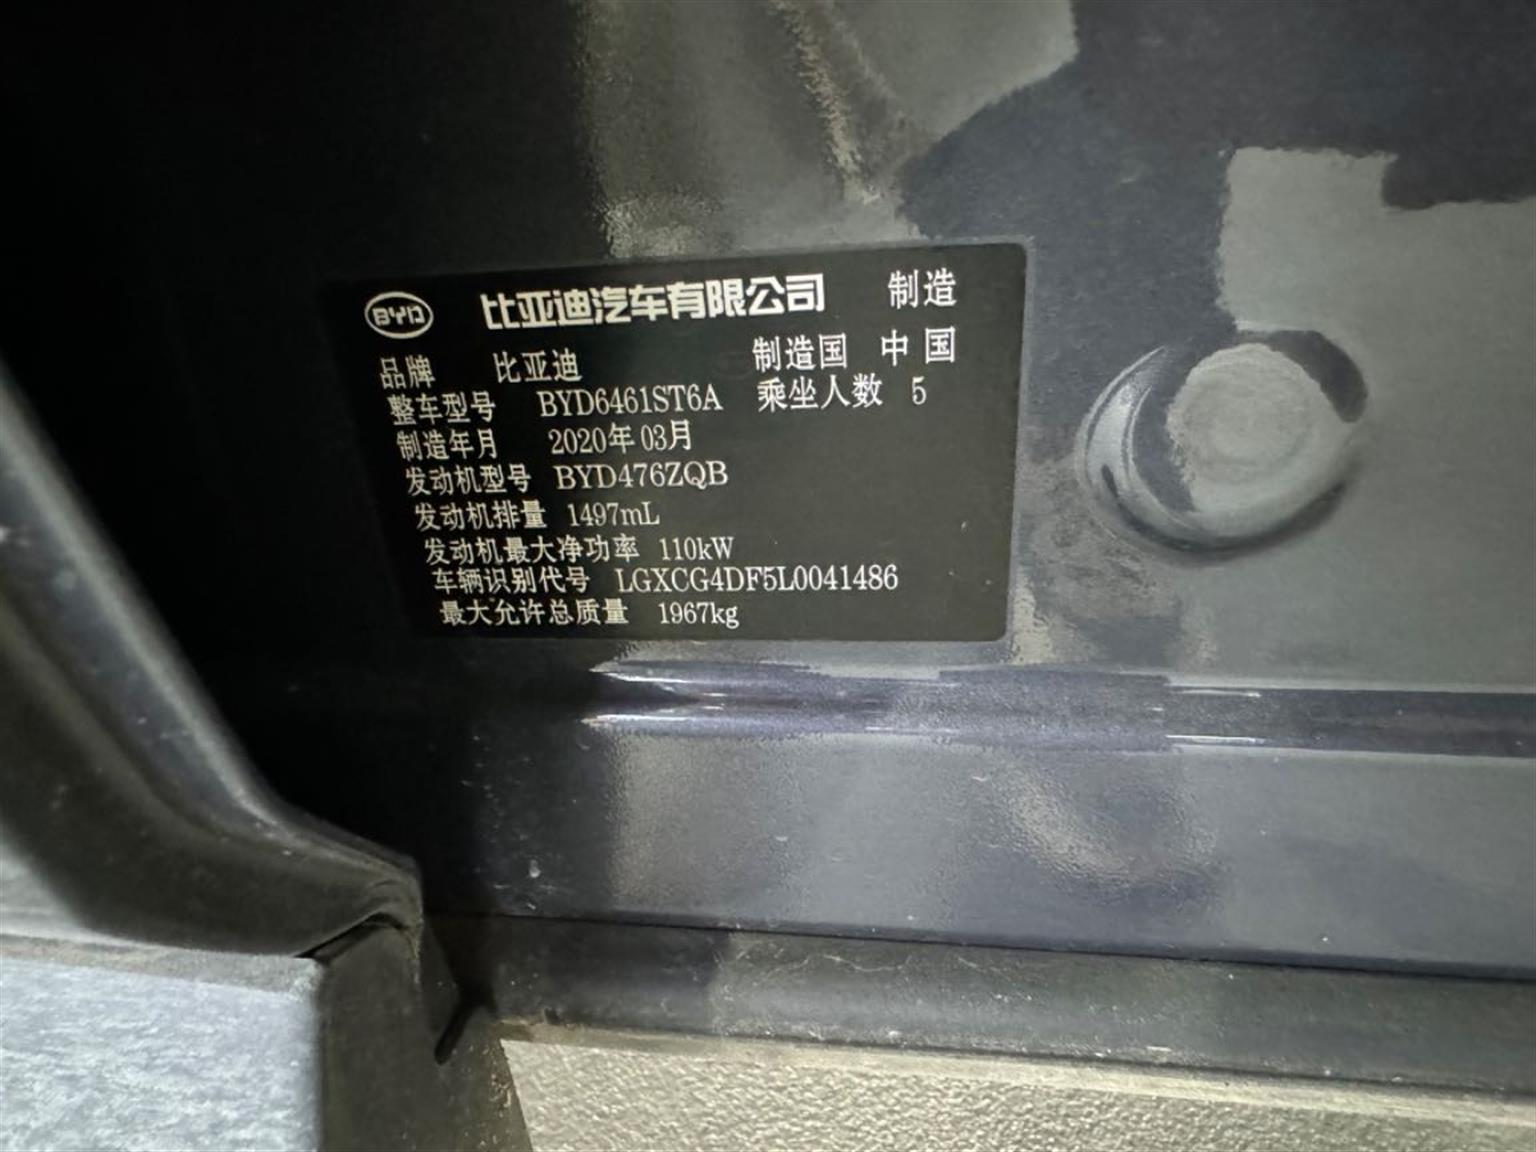 BYD 比亚迪汽车有限公司 制造
品牌 比亚迪 制造国 中国
整车型号 BYD6461ST6A 乘坐人数 5
制造年月 2020年03月
发动机型号 BYD476ZQB
发动机排量 1497mL
发动机最大净功率 110kW
车辆识别代号 LGXCG4DF5L0041486
最大允许总质量 1967kg